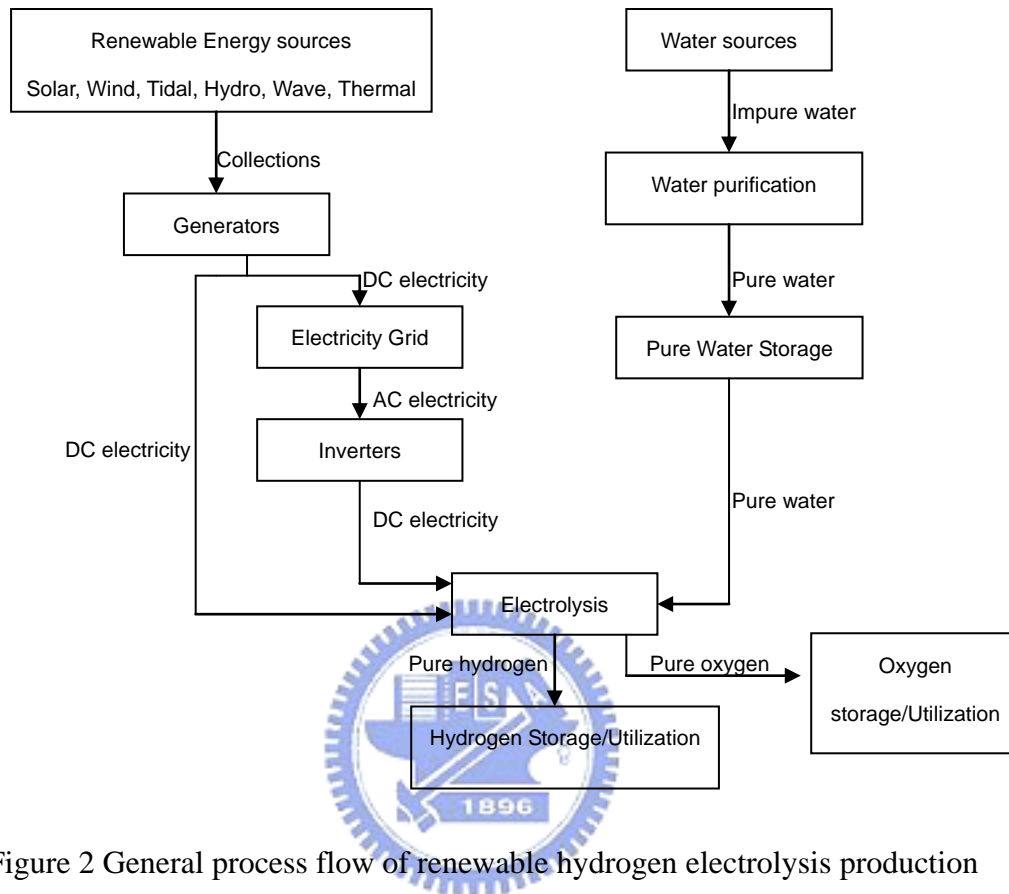 Renewable Energy sources
Solar, Wind, Tidal, Hydro, Wave, Thermal
Water sources
Collections
Impure water
Generators
Water purification
DC electricity
Pure water
Electricity Grid
Pure Water Storage
AC electricity
DC electricity
Inverters
DC electricity
Pure water
Electrolysis
Pure hydrogen
Pure oxygen
Oxygen
storage/Utilization
Hydrogen Storage/Utilization
E S A
1896
Figure 2 General process flow of renewable hydrogen electrolysis production